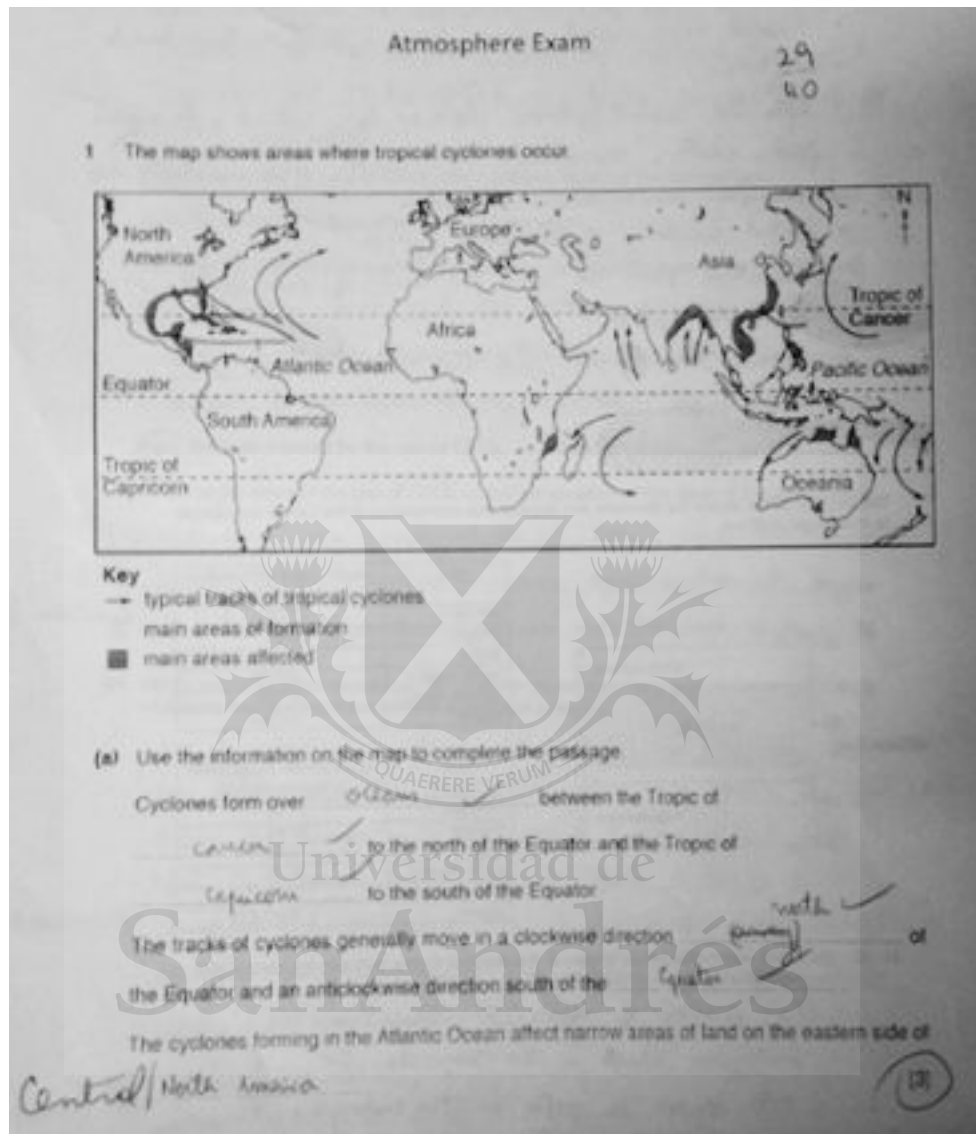 Atmosphere Exam
29
40
1 The map shows areas where tropical cyclones occur.
N
North
America
Europe
Asia
Tropic of
Cancer
Africa
Atlantic Ocean
Pacific Ocean
Equator
South America
Tropic of
Capricorn
Oceania
Key
typical tracks of tropical cyclones
main areas of formation
main areas affected
(a) Use the information on the map to complete the passage.
QUAERERE VERUM
Cyclones form over between the Tropic of
to the north of the Equator and the Tropic of
Universidad de
Capricorn to the south of the Equator.
north
The tracks of cyclones generally move in a clockwise direction of
SanAndrés
the Equator and an anticlockwise direction south of the Equator
The cyclones forming in the Atlantic Ocean affect narrow areas of land on the eastern side of
Central/North America [3]